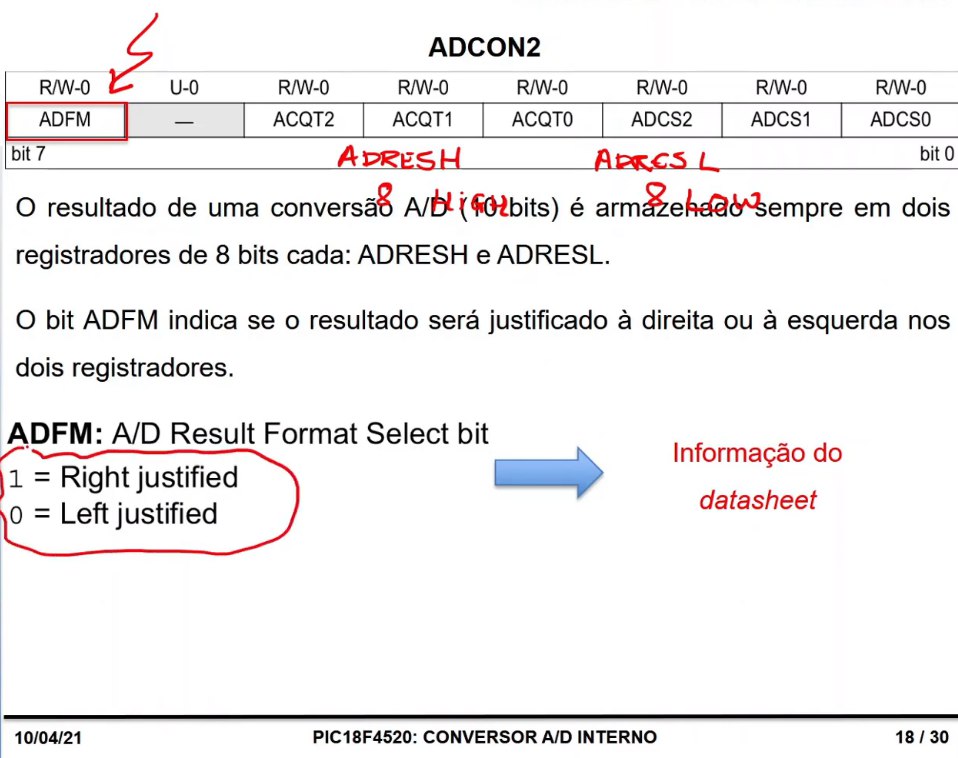 ADCON2
R/W-0 U-0 R/W-0 R/W-0 R/W-0 R/W-0 R/W-0 R/W-0
ADFM — ACQT2 ACQT1 ACQT0 ADCS2 ADCS1 ADCS0
bit 7 bit 0
ADRESH ADRESL
8 HIGH 8 LOW
O resultado de uma conversão A/D (10 bits) é armazenado sempre em dois
registradores de 8 bits cada: ADRESH e ADRESL.
O bit ADFM indica se o resultado será justificado à direita ou à esquerda nos
dois registradores.
ADFM: A/D Result Format Select bit
1 = Right justified
0 = Left justified
Informação do
datasheet
10/04/21 PIC18F4520: CONVERSOR A/D INTERNO 18 / 30